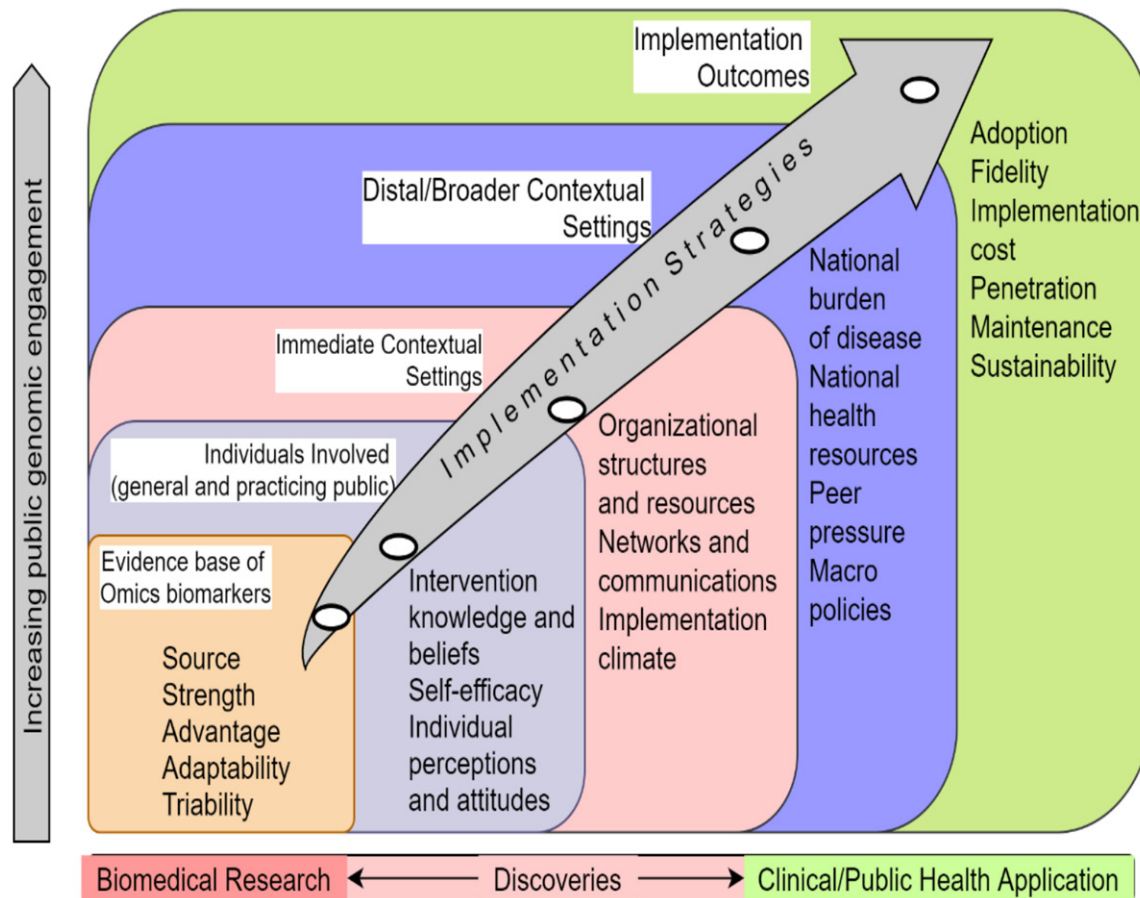 Increasing public genomic engagement
Implementation
Outcomes
Adoption
Fidelity
Implementation
cost
Penetration
Maintenance
Sustainability
Distal/Broader Contextual
Settings
National
burden
of disease
National
health
resources
Peer
pressure
Macro
policies
Implementation Strategies
Immediate Contextual
Settings
Organizational
structures
and resources
Networks and
communications
Implementation
climate
Individuals Involved
(general and practicing public)
Intervention
knowledge and
beliefs
Self-efficacy
Individual
perceptions
and attitudes
Evidence base of
Omics biomarkers
Source
Strength
Advantage
Adaptability
Triability
Biomedical Research
Discoveries
Clinical/Public Health Application